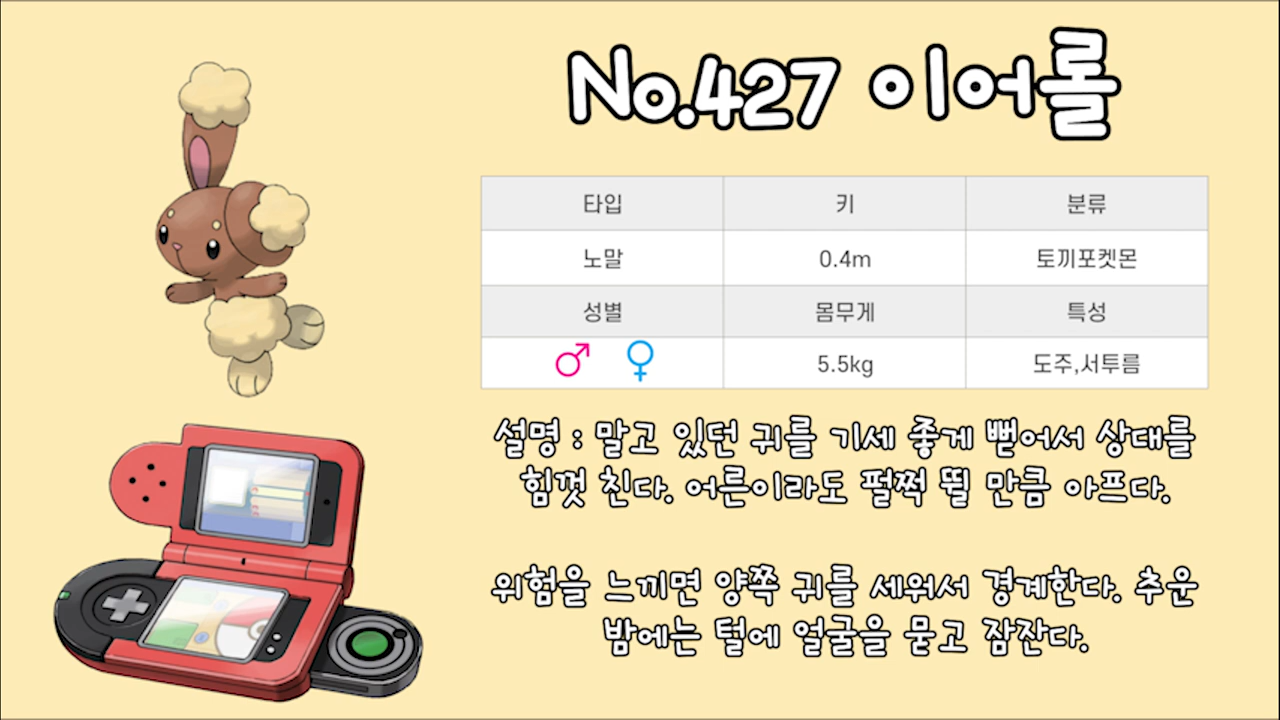 No.427 이어롤
타입 키 분류
노말 0.4m 토끼포켓몬
성별 몸무게 특성
♂ ♀ 5.5kg 도주,서투름
설명 : 말고 있던 귀를 기세 좋게 뻗어서 상대를
힘껏 친다. 어른이라도 펄쩍 뛸 만큼 아프다.
위험을 느끼면 양쪽 귀를 세워서 경계한다. 추운
밤에는 털에 얼굴을 묻고 잠잔다.